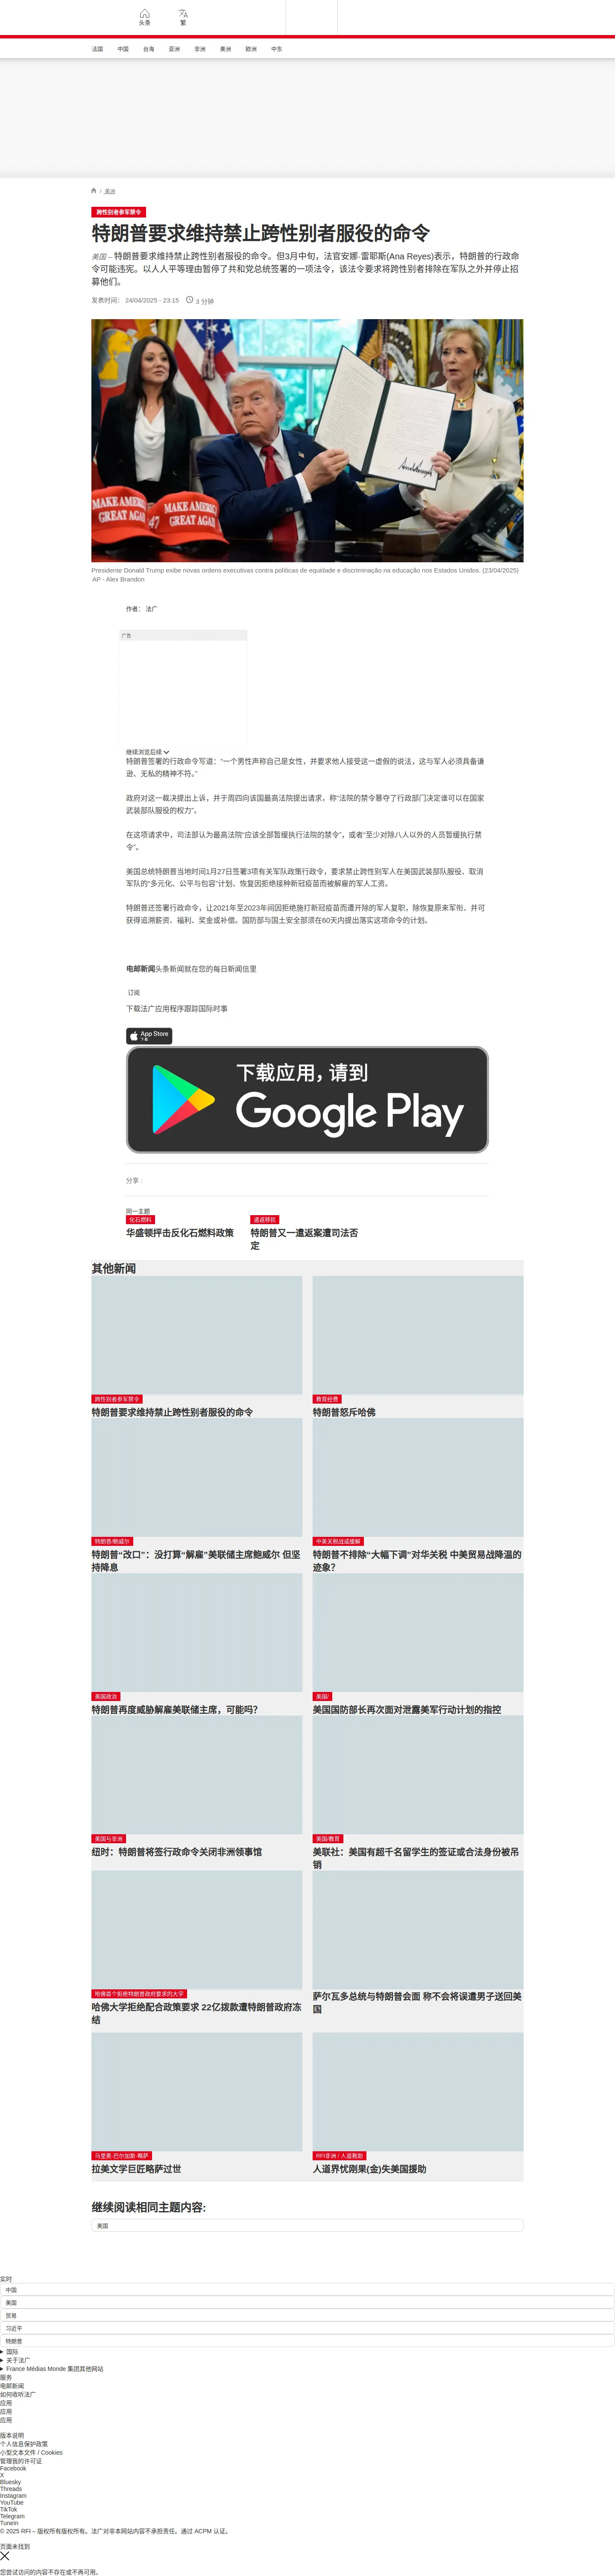 头条
繁
法国
中国
台海
亚洲
非洲
美洲
欧洲
中东
/ 美洲
跨性别者参军禁令
特朗普要求维持禁止跨性别者服役的命令
美国 – 特朗普要求维持禁止跨性别者服役的命令。但3月中旬，法官安娜·雷耶斯(Ana Reyes)表示，特朗普的行政命
令可能违宪。以人人平等理由暂停了共和党总统签署的一项法令，该法令要求将跨性别者排除在军队之外并停止招
募他们。
发表时间： 24/04/2025 - 23:15
3 分钟
MAKE AMERICA
GREAT AGA
MAKE AMER
Presidente Donald Trump exibe novas ordens executivas contra políticas de equidade e discriminação na educação nos Estados Unidos. (23/04/2025)
AP - Alex Brandon
作者： 法广
广告
继续浏览后续
特朗普签署的行政命令写道：“一个男性声称自己是女性，并要求他人接受这一虚假的说法，这与军人必须具备谦
逊、无私的精神不符。”
政府对这一裁决提出上诉，并于周四向该国最高法院提出请求，称“法院的禁令篡夺了行政部门决定谁可以在国家
武装部队服役的权力”。
在这项请求中，司法部认为最高法院“应该全部暂缓执行法院的禁令”，或者“至少对除八人以外的人员暂缓执行禁
令”。
美国总统特朗普当地时间1月27日签署3项有关军队政策行政令，要求禁止跨性别军人在美国武装部队服役、取消
军队的“多元化、公平与包容”计划、恢复因拒绝接种新冠疫苗而被解雇的军人工资。
特朗普还签署行政命令，让2021年至2023年间因拒绝施打新冠疫苗而遭开除的军人复职，除恢复原来军衔、并可
获得追溯薪资、福利、奖金或补偿。国防部与国土安全部须在60天内提出落实这项命令的计划。
电邮新闻头条新闻就在您的每日新闻信里
订阅
下载法广应用程序跟踪国际时事
App Store
下载
下载应用，请到
Google Play
分享 :
同一主题
化石燃料
华盛顿抨击反化石燃料政策
遣返移民
特朗普又一遣返案遭司法否
定
其他新闻
跨性别者参军禁令
特朗普要求维持禁止跨性别者服役的命令
教育经费
特朗普怒斥哈佛
特朗普/鲍威尔
特朗普“改口”：没打算“解雇”美联储主席鲍威尔 但坚
持降息
中美关税战或缓解
特朗普不排除“大幅下调”对华关税 中美贸易战降温的
迹象？
美国政治
特朗普再度威胁解雇美联储主席，可能吗？
美国/
美国国防部长再次面对泄露美军行动计划的指控
美国与非洲
纽时：特朗普将签行政命令关闭非洲领事馆
美国/教育
美联社：美国有超千名留学生的签证或合法身份被吊
销
哈佛首个拒绝特朗普政府要求的大学
哈佛大学拒绝配合政策要求 22亿拨款遭特朗普政府冻
结
萨尔瓦多总统与特朗普会面 称不会将误遣男子送回美
国
马里奥·巴尔加斯·略萨
拉美文学巨匠略萨过世
RFI非洲 / 人道救助
人道界忧刚果(金)失美国援助
继续阅读相同主题内容:
美国
实时
中国
美国
贸易
习近平
特朗普
国际
关于法广
France Médias Monde 集团其他网站
服务
电邮新闻
如何收听法广
应用
应用
应用
版本说明
个人信息保护政策
小型文本文件 / Cookies
管理我的许可证
Facebook
X
Bluesky
Threads
Instagram
YouTube
TikTok
Telegram
TuneIn
© 2025 RFI – 版权所有版权所有。法广对非本网站内容不承担责任。通过 ACPM 认证。
页面未找到
您尝试访问的内容不存在或不再可用。